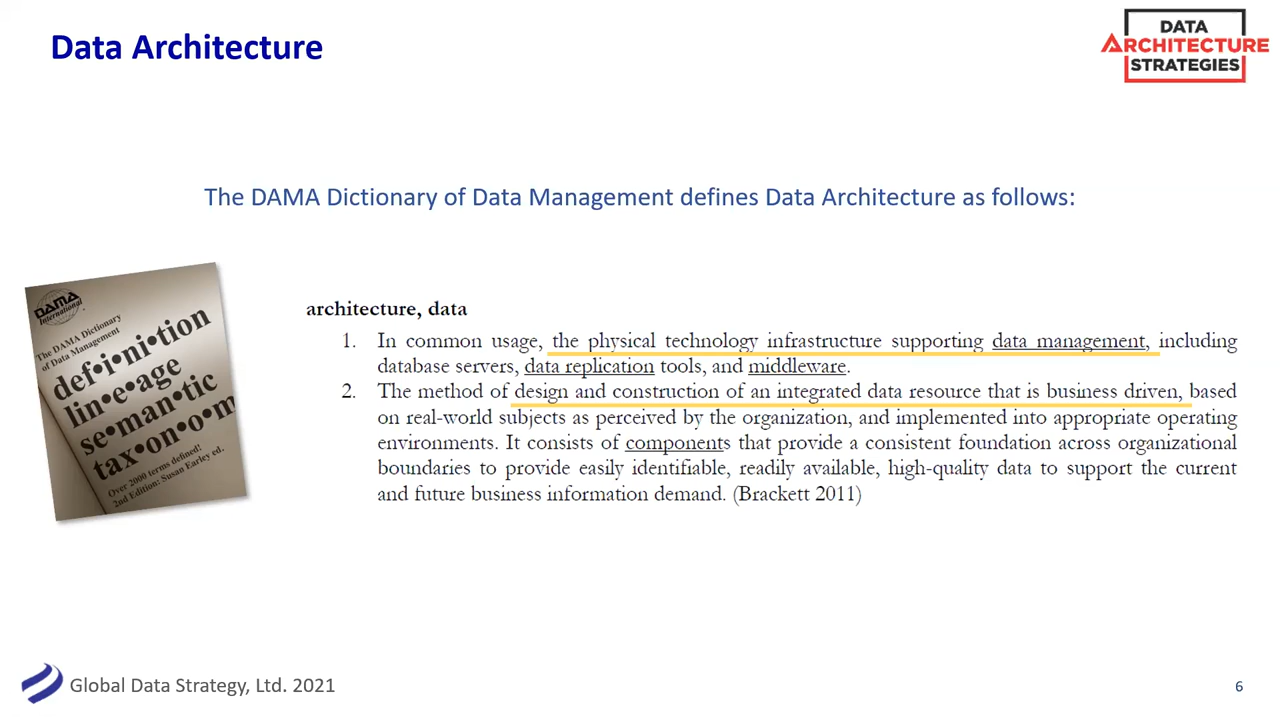 Data Architecture
DATA
ARCHITECTURE
STRATEGIES
The DAMA Dictionary of Data Management defines Data Architecture as follows:
DAMA
International
The DAMA Dictionary
of Data Management
def•i•ni•tion
lin•e•age
se•man•tic
tax•on•om
Over 2000 terms defined!
2nd Edition: Susan Earley ed.
architecture, data
1. In common usage, the physical technology infrastructure supporting data management, including
database servers, data replication tools, and middleware.
2. The method of design and construction of an integrated data resource that is business driven, based
on real-world subjects as perceived by the organization, and implemented into appropriate operating
environments. It consists of components that provide a consistent foundation across organizational
boundaries to provide easily identifiable, readily available, high-quality data to support the current
and future business information demand. (Brackett 2011)
Global Data Strategy, Ltd. 2021
6